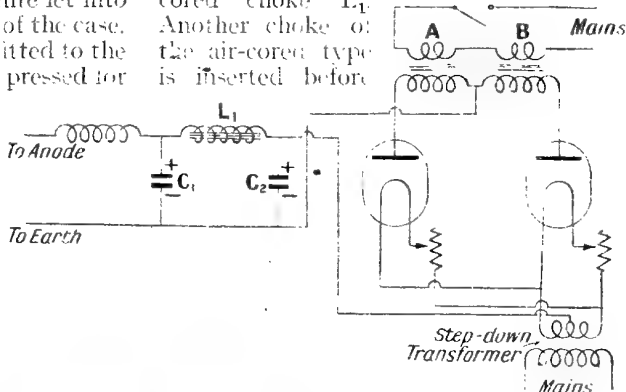 of the case.
itted to the
pressed for
cored choke L₁
Another choke of
the air-cored type
is inserted before
A
B
Mains
L₁
To Anode
+
C₁
-
+
C₂
-
To Earth
Step-down
Transformer
Mains